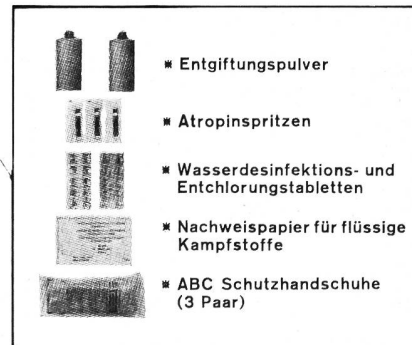 * Entgiftungspulver
* Atropinspritzen
* Wasserdesinfektions- und
Entchlorungstabletten
* Nachweispapier für flüssige
Kampfstoffe
* ABC Schutzhandschuhe
(3 Paar)